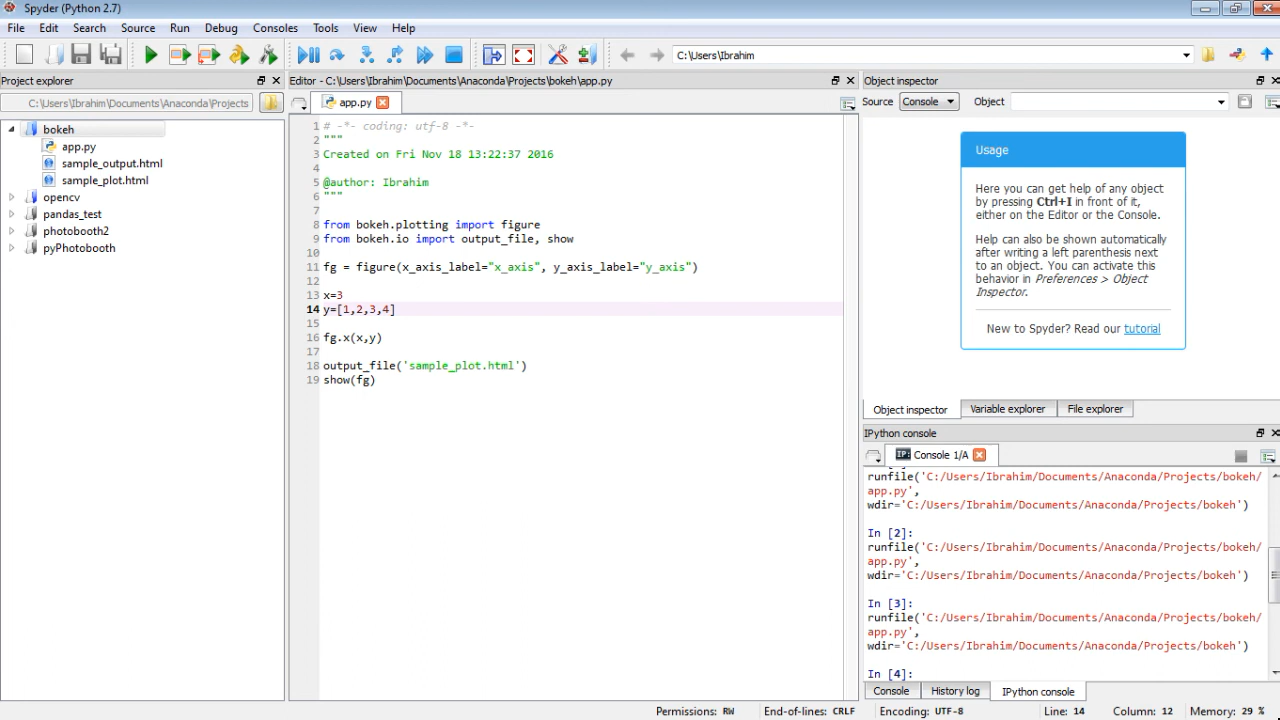 Spyder (Python 2.7)
File Edit Search Source Run Debug Consoles Tools View Help
C:\Users\Ibrahim
Project explorer
C:\Users\Ibrahim\Documents\Anaconda\Projects
bokeh
app.py
sample_output.html
sample_plot.html
opencv
pandas_test
photobooth2
pyPhotobooth
Editor - C:\Users\Ibrahim\Documents\Anaconda\Projects\bokeh\app.py
app.py
1 # -*- coding: utf-8 -*-
2 """
3 Created on Fri Nov 18 13:22:37 2016
4
5 @author: Ibrahim
6 """
7
8 from bokeh.plotting import figure
9 from bokeh.io import output_file, show
10
11 fg = figure(x_axis_label="x_axis", y_axis_label="y_axis")
12
13 x=3
14 y=[1,2,3,4]
15
16 fg.x(x,y)
17
18 output_file('sample_plot.html')
19 show(fg)
Object inspector
Source Console Object
Usage
Here you can get help of any object
by pressing Ctrl+I in front of it,
either on the Editor or the Console.
Help can also be shown automatically
after writing a left parenthesis next
to an object. You can activate this
behavior in Preferences > Object
Inspector.
New to Spyder? Read our tutorial
Object inspector Variable explorer File explorer
IPython console
IP: Console 1/A
runfile('C:/Users/Ibrahim/Documents/Anaconda/Projects/bokeh/
app.py',
wdir='C:/Users/Ibrahim/Documents/Anaconda/Projects/bokeh')
In [2]:
runfile('C:/Users/Ibrahim/Documents/Anaconda/Projects/bokeh/
app.py',
wdir='C:/Users/Ibrahim/Documents/Anaconda/Projects/bokeh')
In [3]:
runfile('C:/Users/Ibrahim/Documents/Anaconda/Projects/bokeh/
app.py',
wdir='C:/Users/Ibrahim/Documents/Anaconda/Projects/bokeh')
In [4]:
Console History log IPython console
Permissions: RW End-of-lines: CRLF Encoding: UTF-8 Line: 14 Column: 12 Memory: 29 %